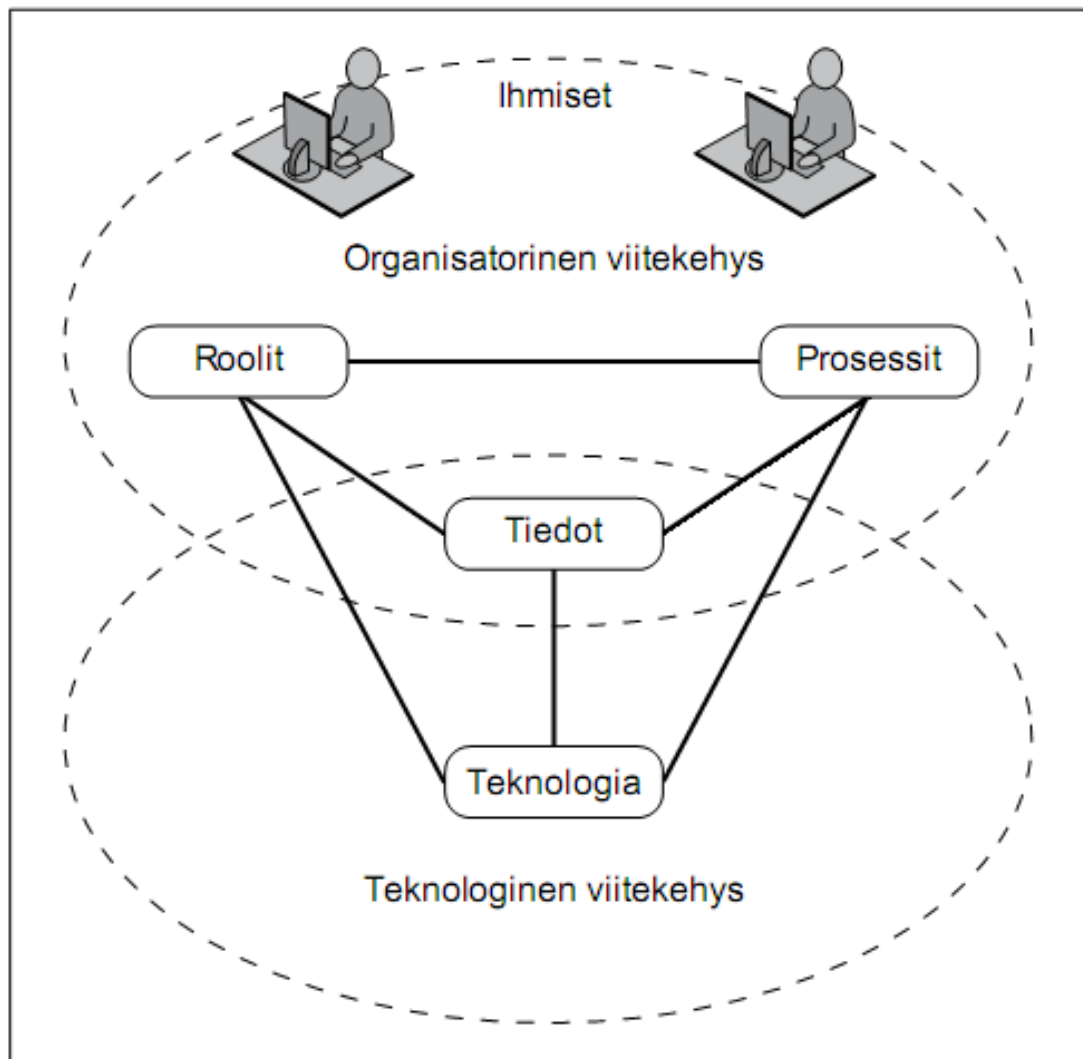 Ihmiset
Organisatorinen viitekehys
Roolit
Prosessit
Tiedot
Teknologia
Teknologinen viitekehys